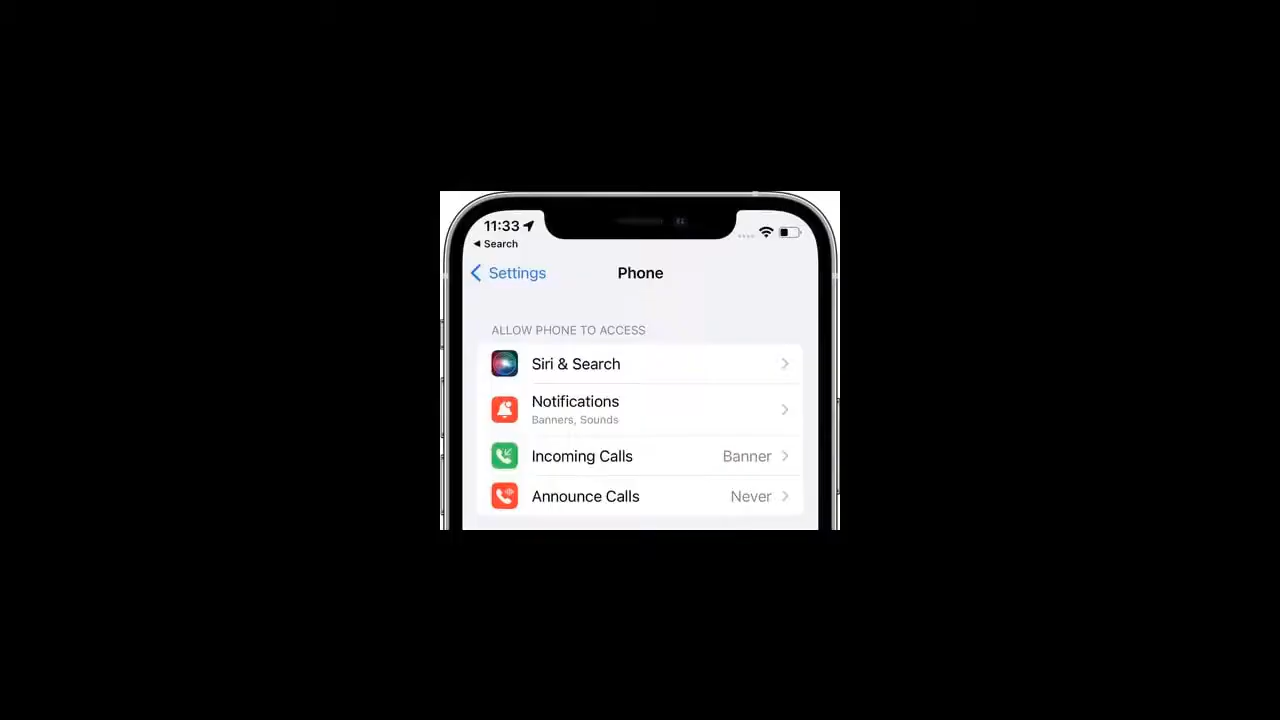 11:33
Search
Settings
Phone
ALLOW PHONE TO ACCESS
Siri & Search
Notifications
Banners, Sounds
Incoming Calls Banner
Announce Calls Never